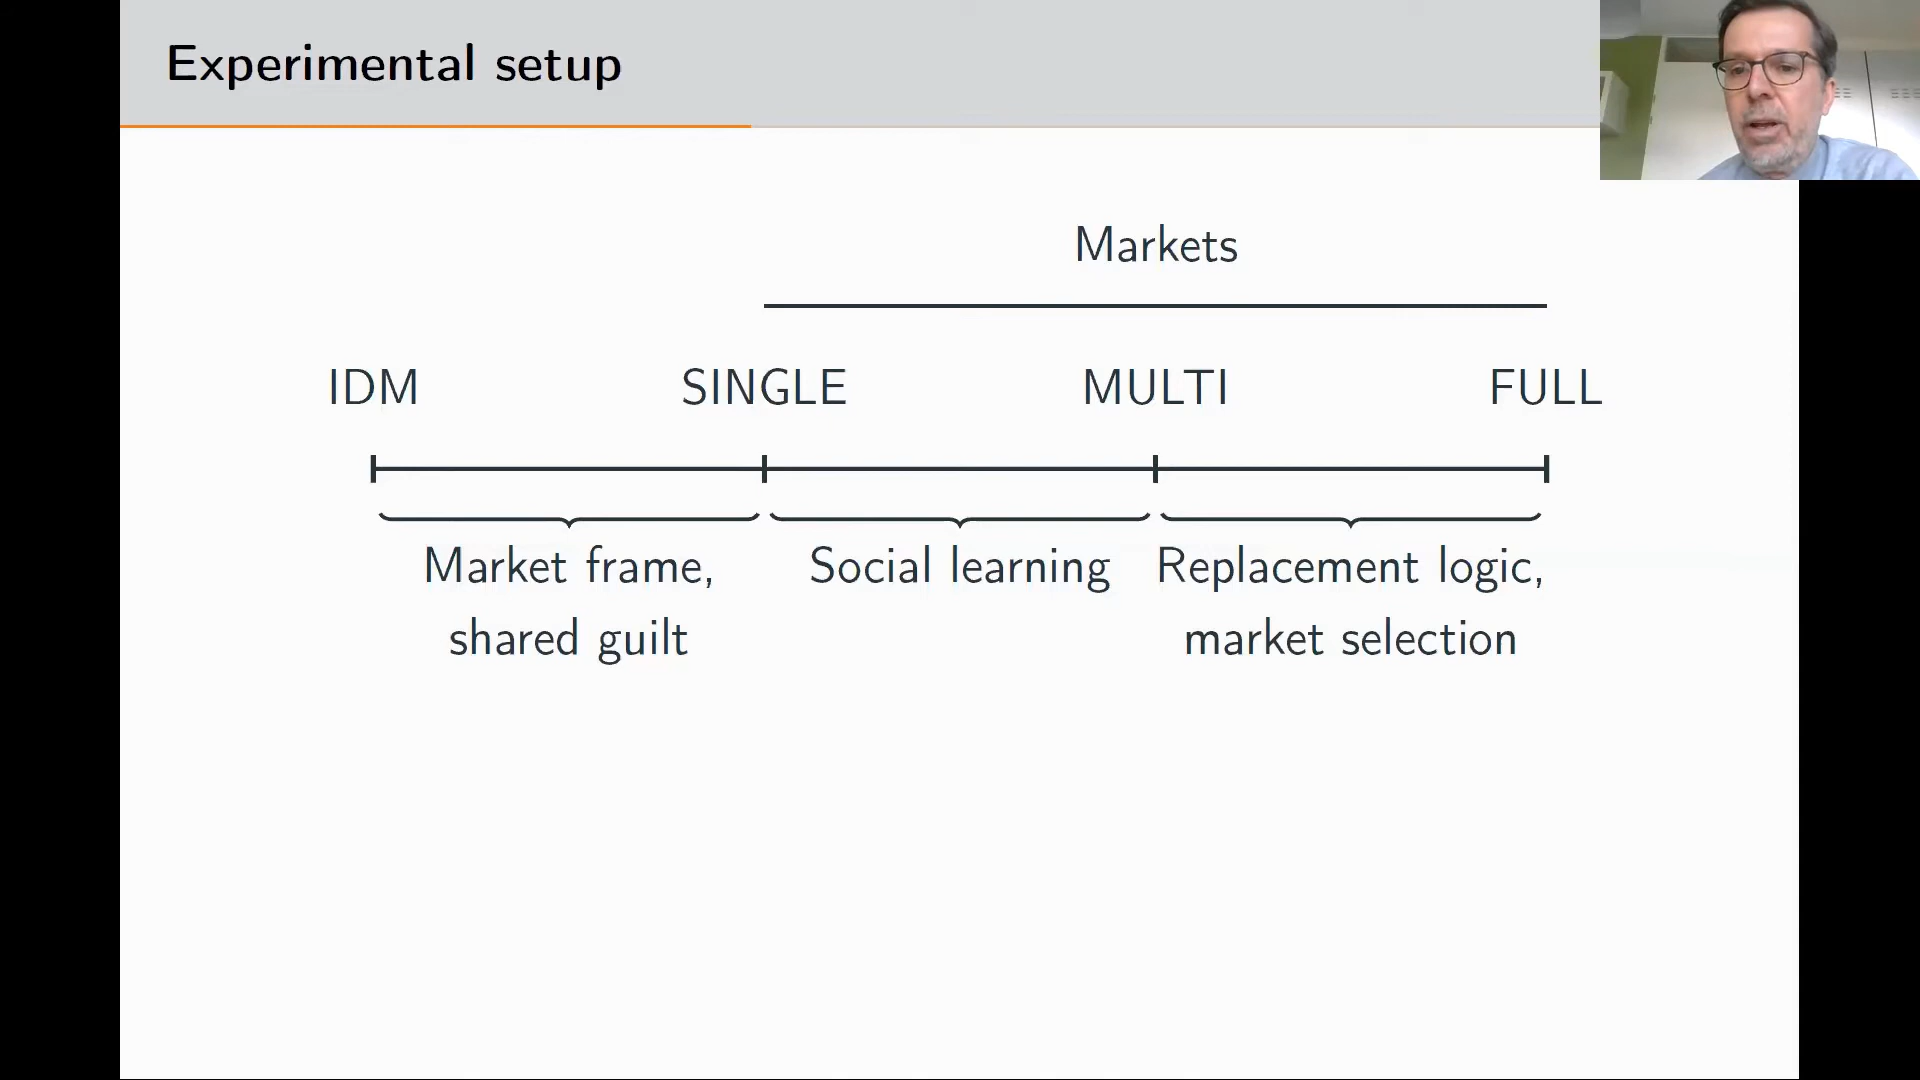 Experimental setup
Markets
IDM SINGLE MULTI FULL
Market frame, Social learning Replacement logic,
shared guilt market selection